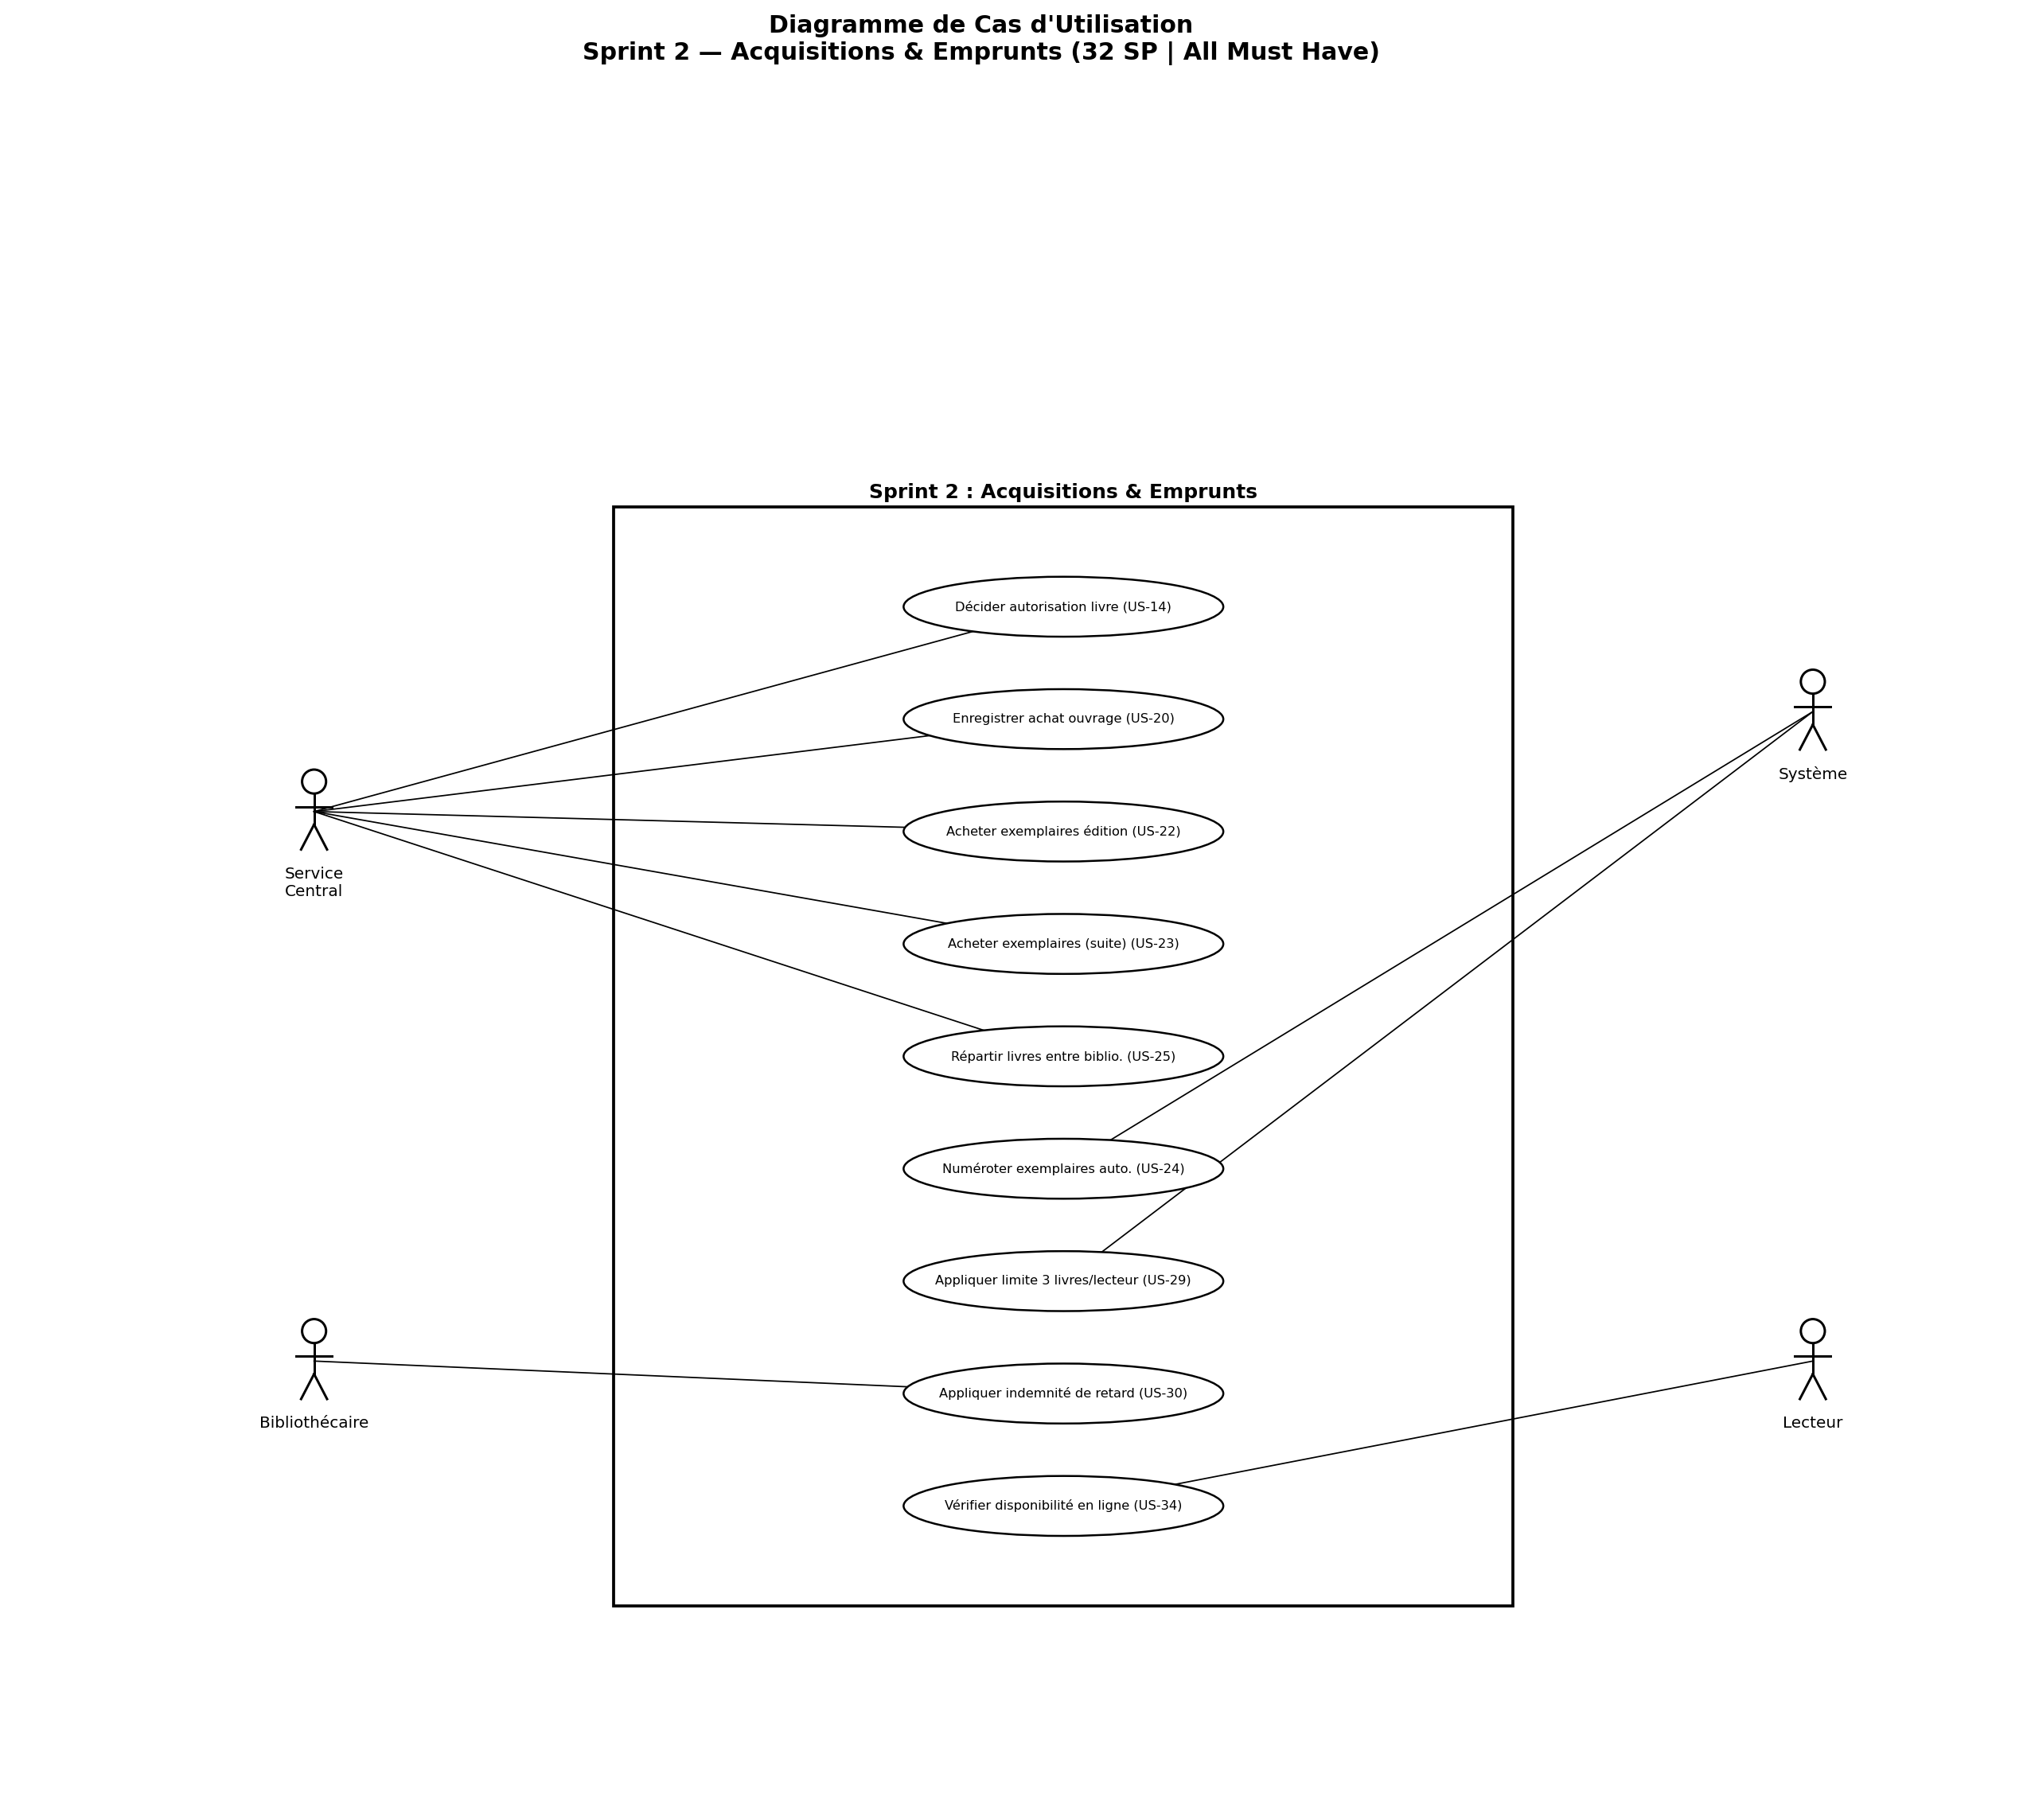 Diagramme de Cas d'Utilisation
Sprint 2 — Acquisitions & Emprunts (32 SP | All Must Have)
Sprint 2 : Acquisitions & Emprunts
Décider autorisation livre (US-14)
Enregistrer achat ouvrage (US-20)
Système
Acheter exemplaires édition (US-22)
Service
Central
Acheter exemplaires (suite) (US-23)
Répartir livres entre biblio. (US-25)
Numéroter exemplaires auto. (US-24)
Appliquer limite 3 livres/lecteur (US-29)
Appliquer indemnité de retard (US-30)
Bibliothécaire
Lecteur
Vérifier disponibilité en ligne (US-34)